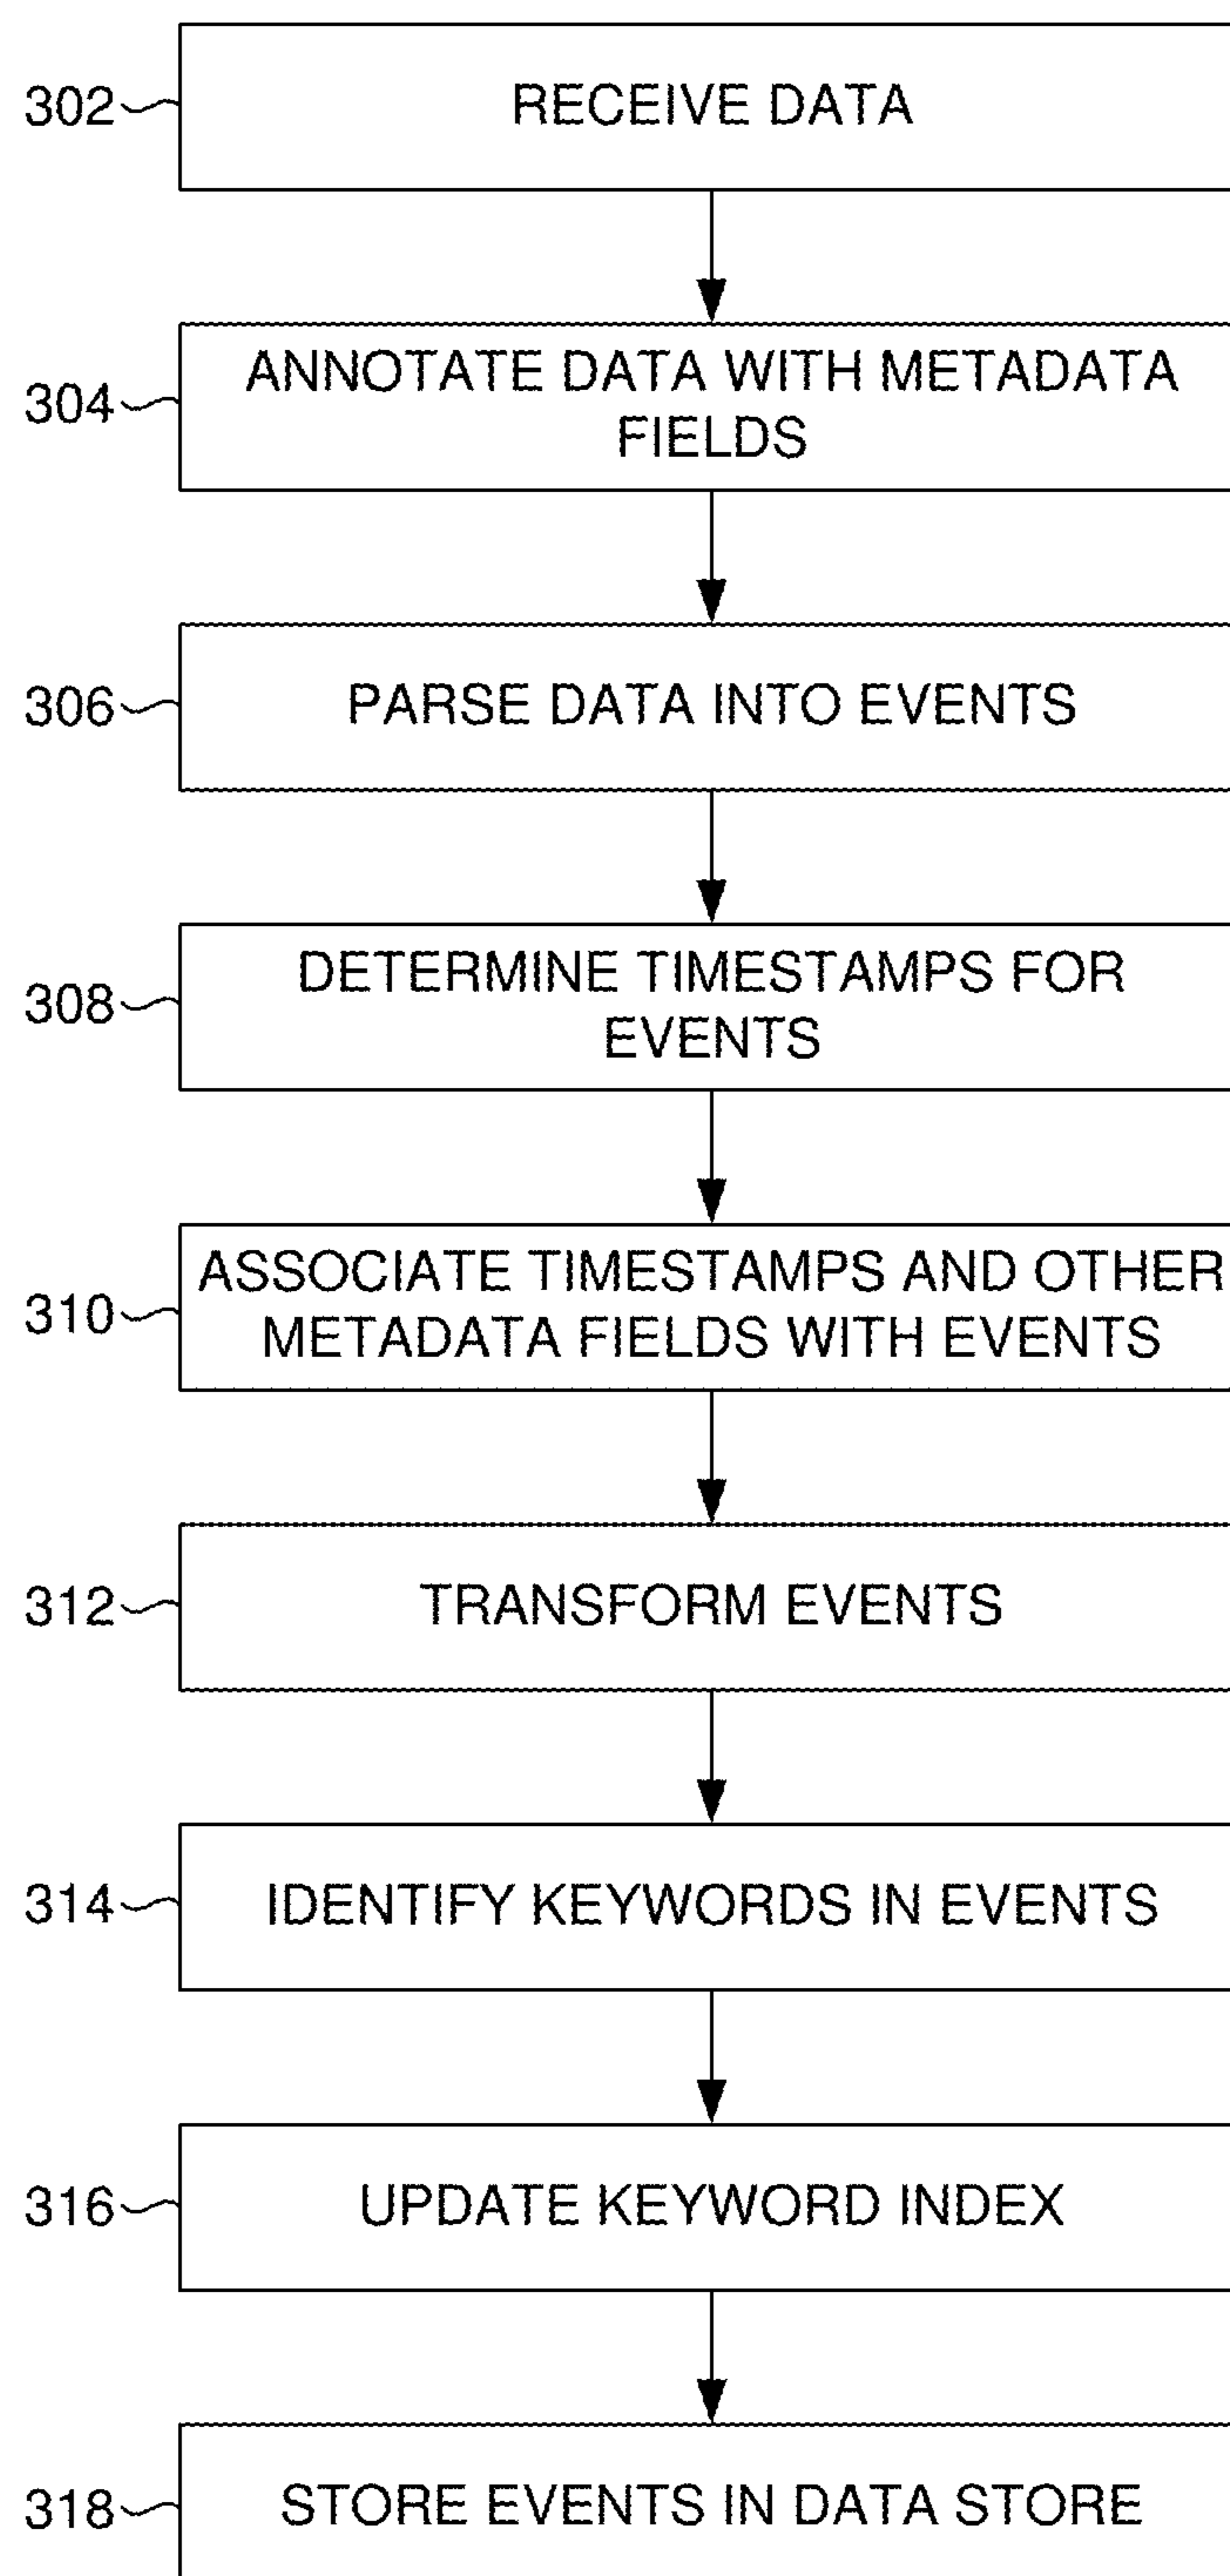 302
RECEIVE DATA
304
ANNOTATE DATA WITH METADATA
FIELDS
306
PARSE DATA INTO EVENTS
308
DETERMINE TIMESTAMPS FOR
EVENTS
310
ASSOCIATE TIMESTAMPS AND OTHER
METADATA FIELDS WITH EVENTS
312
TRANSFORM EVENTS
314
IDENTIFY KEYWORDS IN EVENTS
316
UPDATE KEYWORD INDEX
318
STORE EVENTS IN DATA STORE